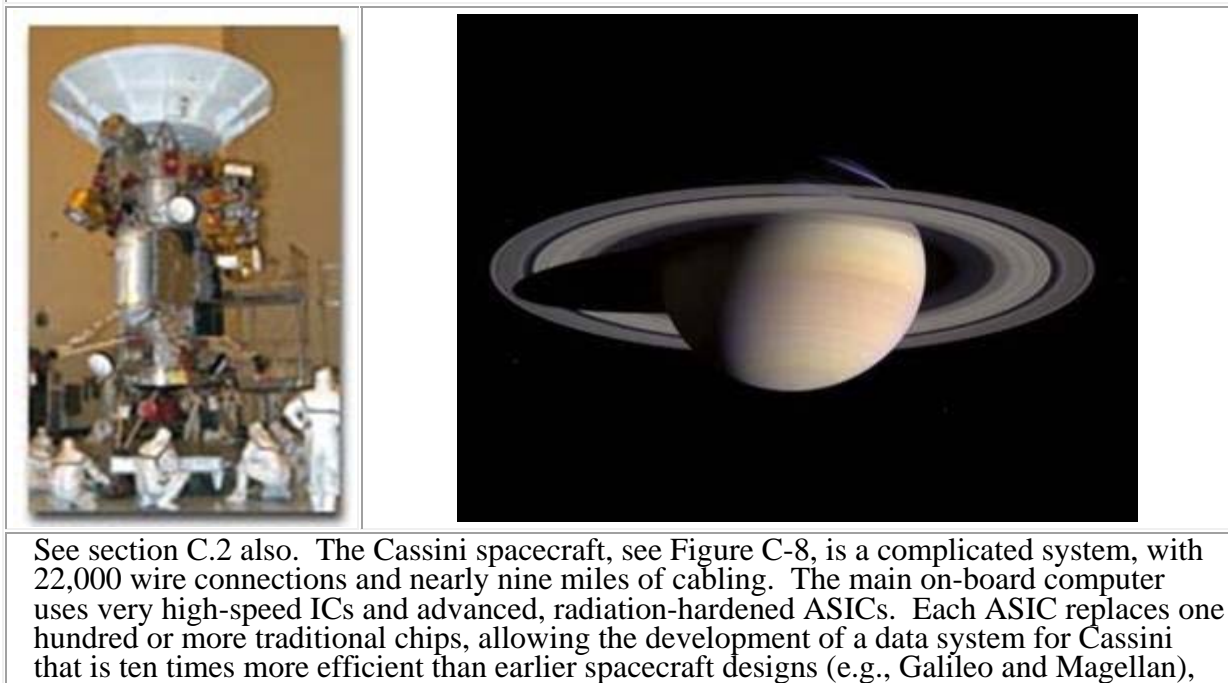 See section C.2 also.  The Cassini spacecraft, see Figure C-8, is a complicated system, with
22,000 wire connections and nearly nine miles of cabling.  The main on-board computer
uses very high-speed ICs and advanced, radiation-hardened ASICs.  Each ASIC replaces one
hundred or more traditional chips, allowing the development of a data system for Cassini
that is ten times more efficient than earlier spacecraft designs (e.g., Galileo and Magellan),